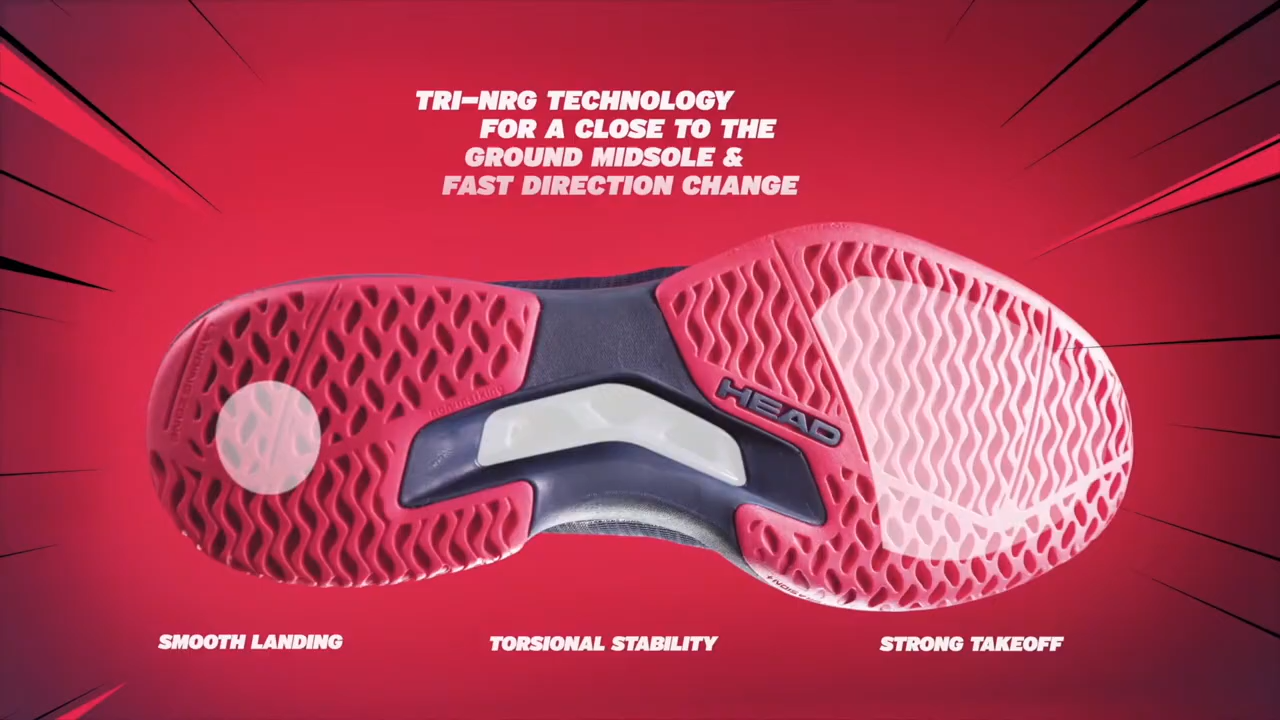 TRI-NRG TECHNOLOGY
FOR A CLOSE TO THE
GROUND MIDSOLE &
FAST DIRECTION CHANGE
HEAD
SMOOTH LANDING
TORSIONAL STABILITY
STRONG TAKEOFF